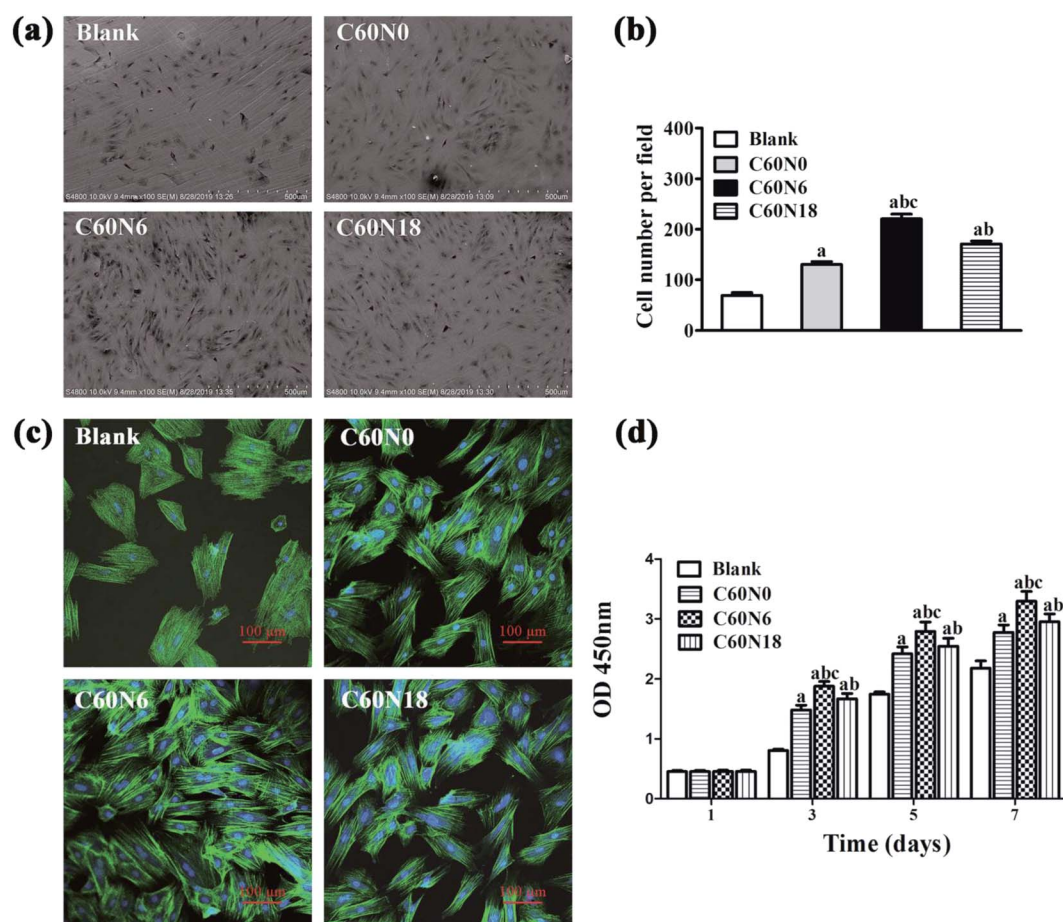 (a)
Blank
S4800 10.0kV 9.4mm x100 SE(M) 8/28/2019 13:26
500um
C60N0
S4800 10.0kV 9.4mm x100 SE(M) 8/28/2019 13:09
500um
C60N6
S4800 10.0kV 9.4mm x100 SE(M) 8/28/2019 13:35
500um
C60N18
S4800 10.0kV 9.4mm x100 SE(M) 8/28/2019 13:30
500um
(b)
Cell number per field
400
300
200
100
0
Blank
C60N0
C60N6
C60N18
a
abc
ab
(c)
Blank
100 µm
C60N0
100 µm
C60N6
100 µm
C60N18
100 µm
(d)
OD 450nm
4
3
2
1
0
Blank
C60N0
C60N6
C60N18
a
abc
ab
a
abc
ab
a
abc
ab
1
3
5
7
Time (days)